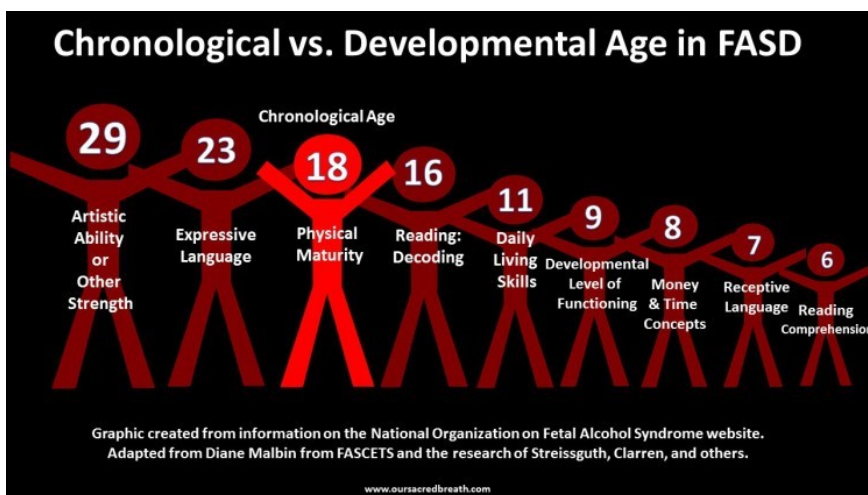 Chronological vs. Developmental Age in FASD
Chronological Age
29
23
18
16
11
9
8
7
6
Artistic
Ability
or
Other
Strength
Expressive
Language
Physical
Maturity
Reading:
Decoding
Daily
Living
Skills
Developmental
Level of
Functioning
Money
& Time
Concepts
Receptive
Language
Reading
Comprehension
Graphic created from information on the National Organization on Fetal Alcohol Syndrome website.
Adapted from Diane Malbin from FASCETS and the research of Streissguth, Clarren, and others.
www.oursacredbreath.com